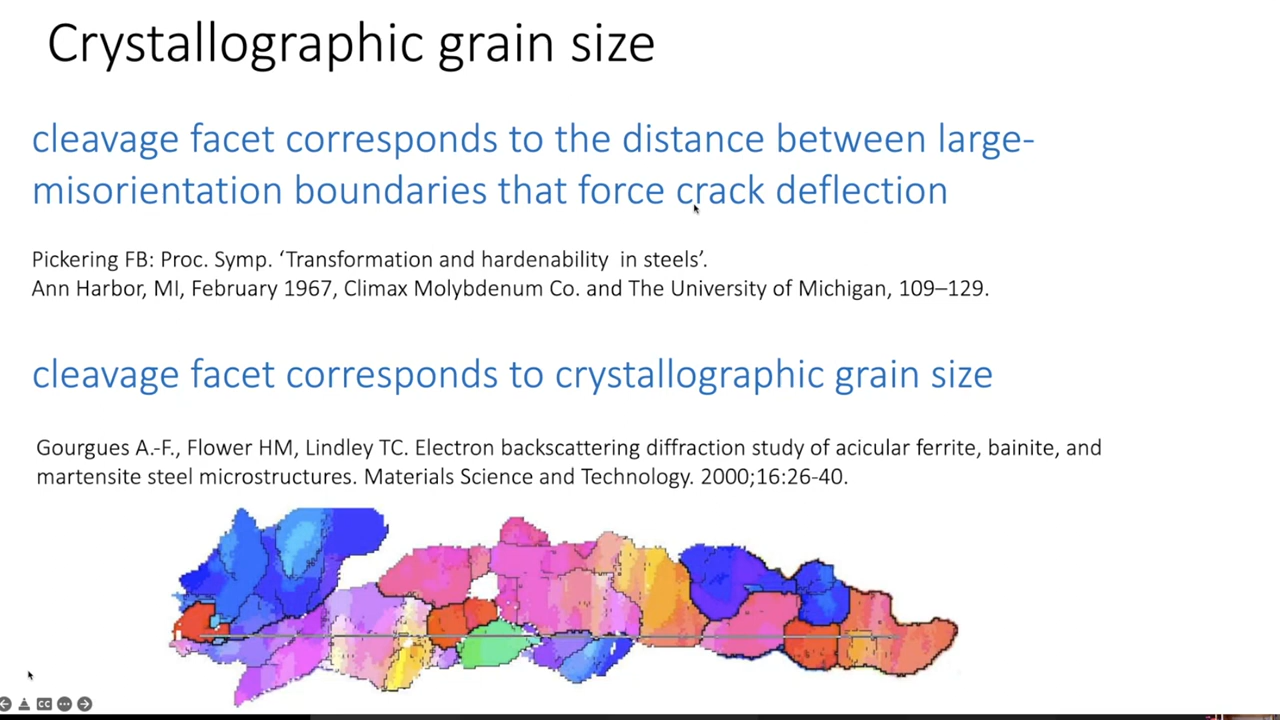 Crystallographic grain size
cleavage facet corresponds to the distance between large-
misorientation boundaries that force crack deflection
Pickering FB: Proc. Symp. ‘Transformation and hardenability in steels’.
Ann Harbor, MI, February 1967, Climax Molybdenum Co. and The University of Michigan, 109–129.
cleavage facet corresponds to crystallographic grain size
Gourgues A.-F., Flower HM, Lindley TC. Electron backscattering diffraction study of acicular ferrite, bainite, and
martensite steel microstructures. Materials Science and Technology. 2000;16:26-40.
CC